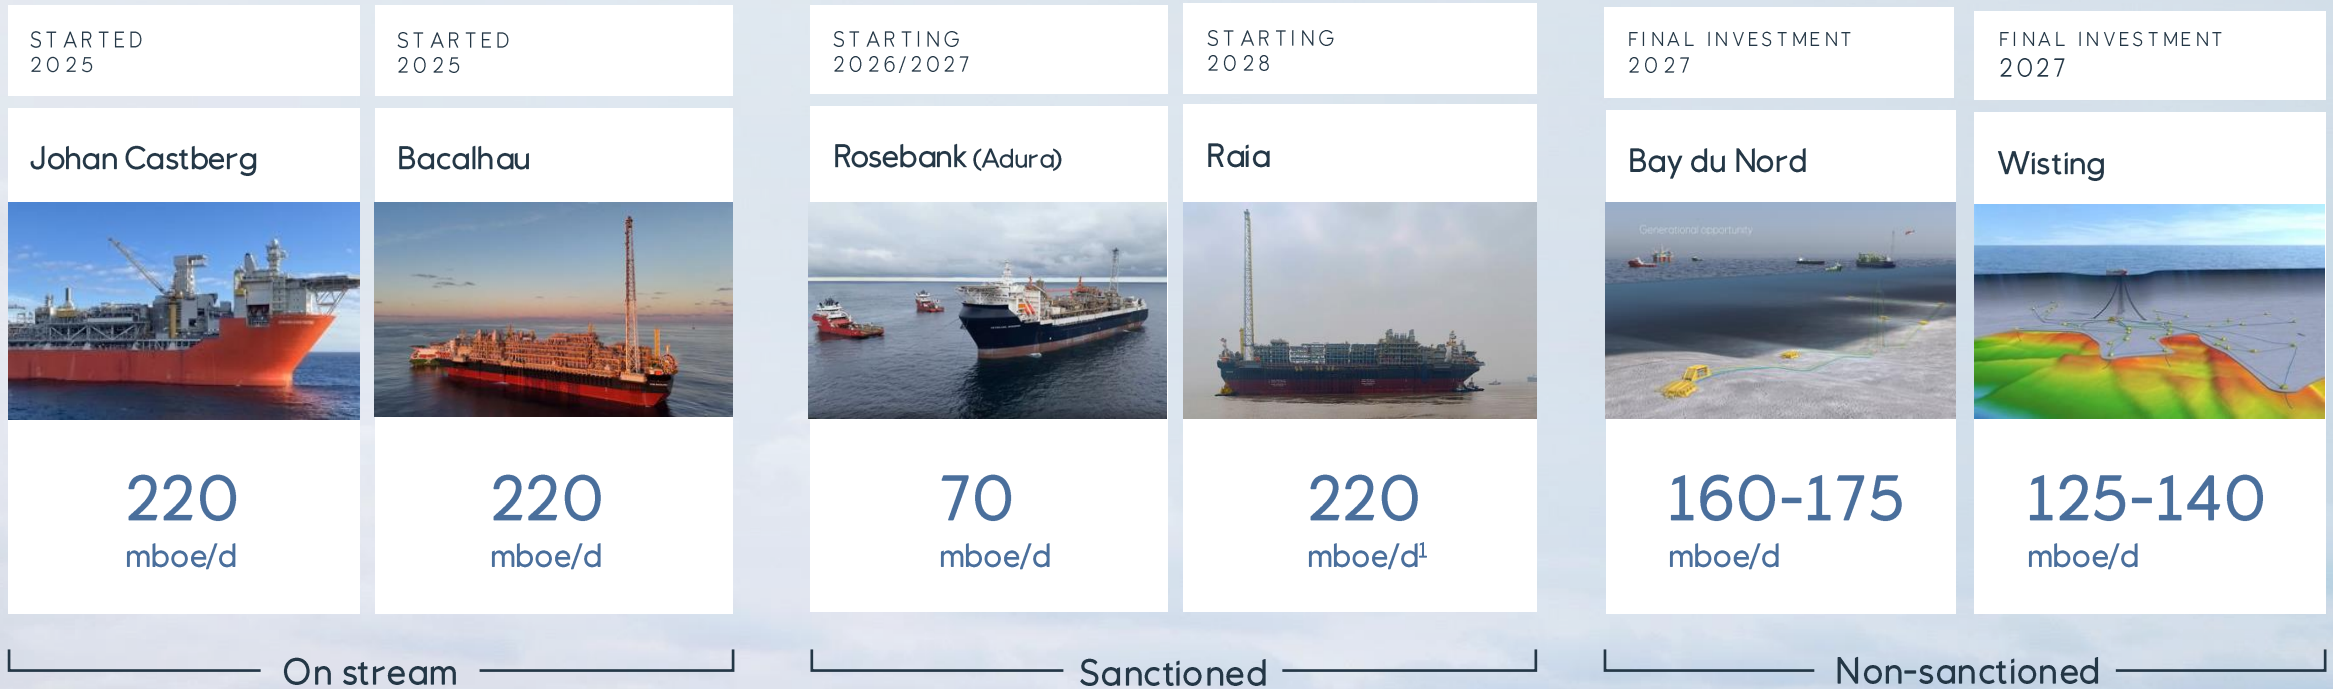 STARTED
2025
Johan Castberg
220
mboe/d
STARTED
2025
Bacalhau
220
mboe/d
On stream
STARTING
2026/2027
Rosebank (Adura)
70
mboe/d
STARTING
2028
Raia
220
mboe/d¹
Sanctioned
FINAL INVESTMENT
2027
Bay du Nord
Generational opportunity
160-175
mboe/d
FINAL INVESTMENT
2027
Wisting
125-140
mboe/d
Non-sanctioned